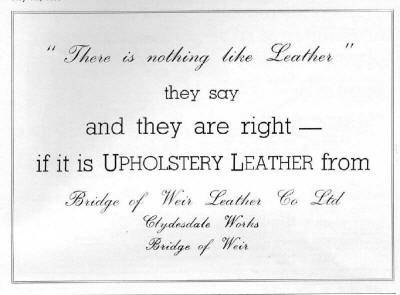 " There is nothing like Leather "
they say
and they are right —
if it is UPHOLSTERY LEATHER from
Bridge of Weir Leather Co Ltd
Clydesdale Works
Bridge of Weir